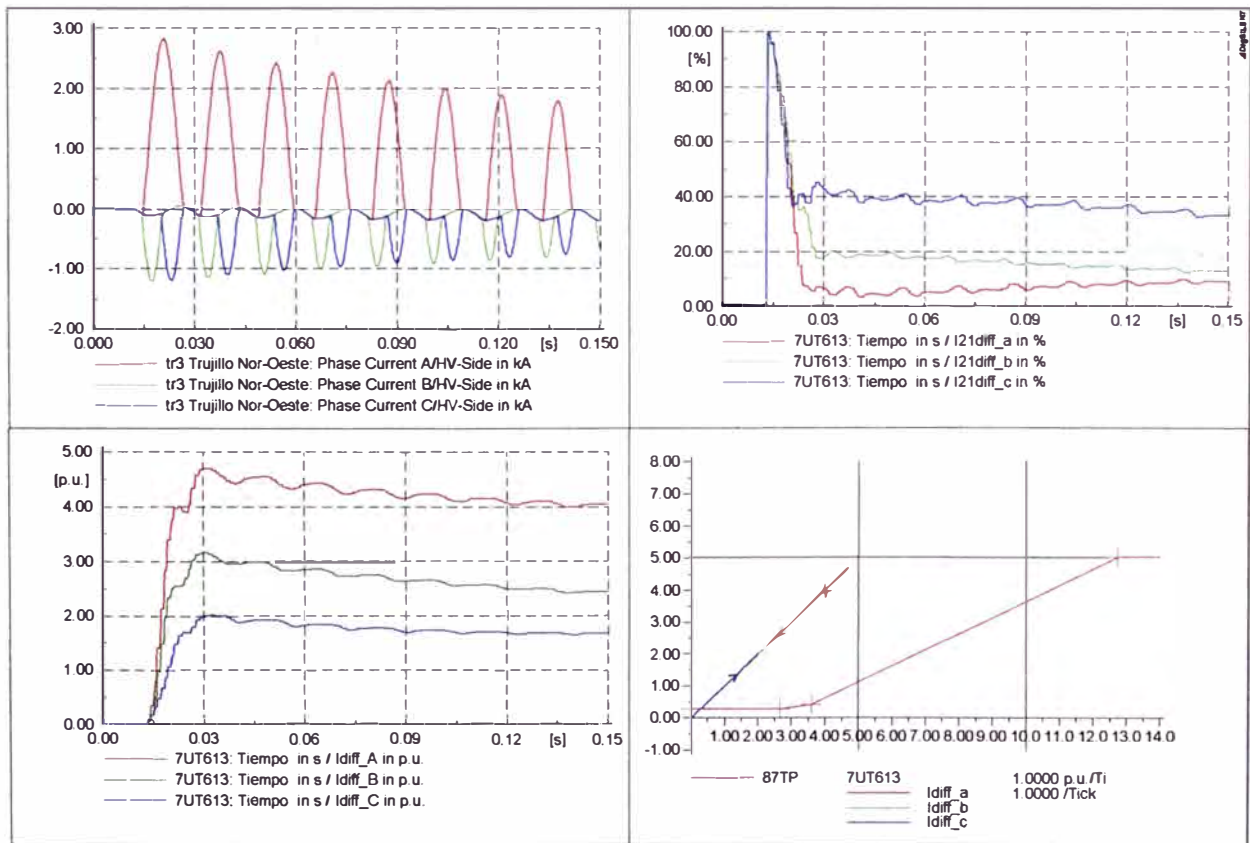 3.00
2.00
1.00
0.00
-1.00
-2.00
0.00 0.03 0.060 0.090 0.120 [s] 0.150
tr3 Trujillo Nor-Oeste: Phase Current A/HV-Side in kA
tr3 Trujillo Nor-Oeste: Phase Current B/HV-Side in kA
tr3 Trujillo Nor-Oeste: Phase Current C/HV-Side in kA
100.00
[%]
80.00
60.00
40.00
20.00
0.00
0.00 0.03 0.06 0.09 0.12 [s] 0.15
7UT613: Tiempo in s / I21diff_a in %
7UT613: Tiempo in s / I21diff_b in %
7UT613: Tiempo in s / I21diff_c in %
5.00
[p.u.]
4.00
3.00
2.00
1.00
0.00
0.00 0.03 0.06 0.09 0.12 [s] 0.15
7UT613: Tiempo in s / Idiff_A in p.u.
7UT613: Tiempo in s / Idiff_B in p.u.
7UT613: Tiempo in s / Idiff_C in p.u.
8.00
7.00
6.00
5.00
4.00
3.00
2.00
1.00
0.00
-1.00
1.00 2.00 3.00 4.00 5.00 6.00 7.00 8.00 9.00 10.0 11.0 12.0 13.0 14.0
87TP 7UT613 1.0000 p.u./Ti
Idiff_a 1.0000 /Tick
Idiff_b
Idiff_c